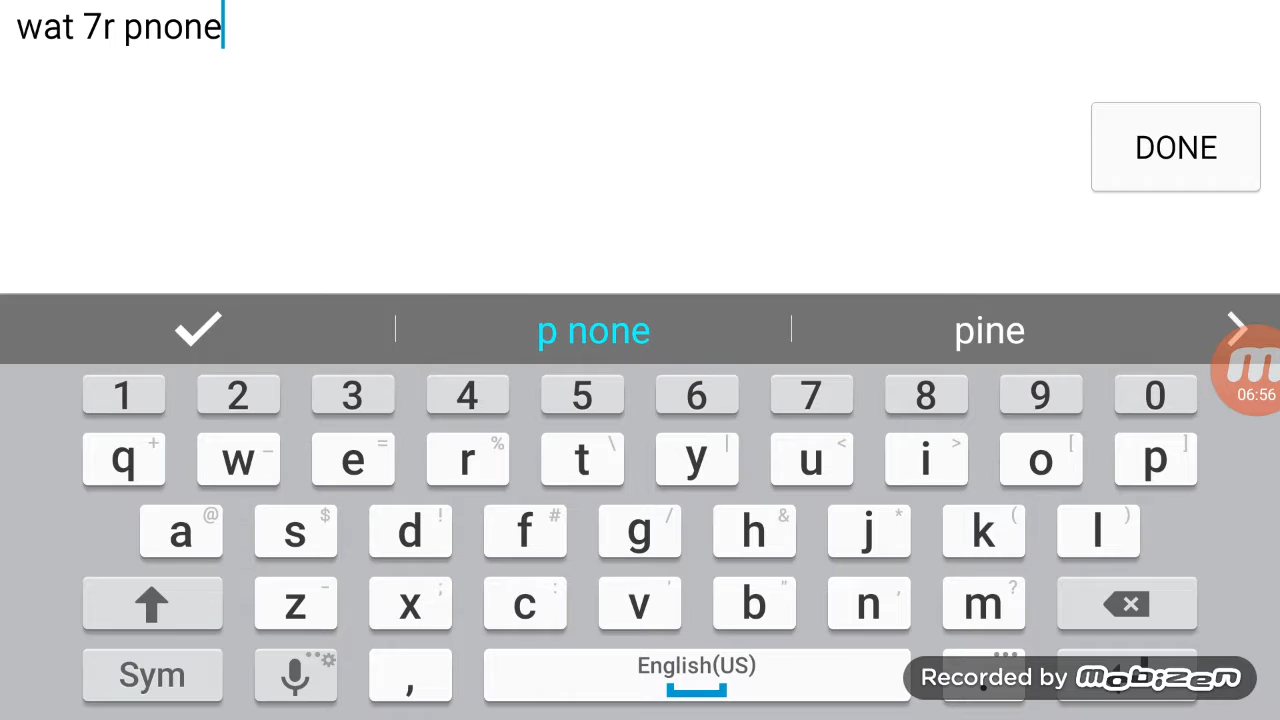 wat 7r pnone
DONE
p none pine
1 2 3 4 5 6 7 8 9 0
06:56
q + w - e = r % t \ y | u < i > o [ p ]
a @ s $ d ! f # g / h & j * k ( l )
z - x ; c : v ' b " n , m ?
Sym , English(US) .
Recorded by mobizen